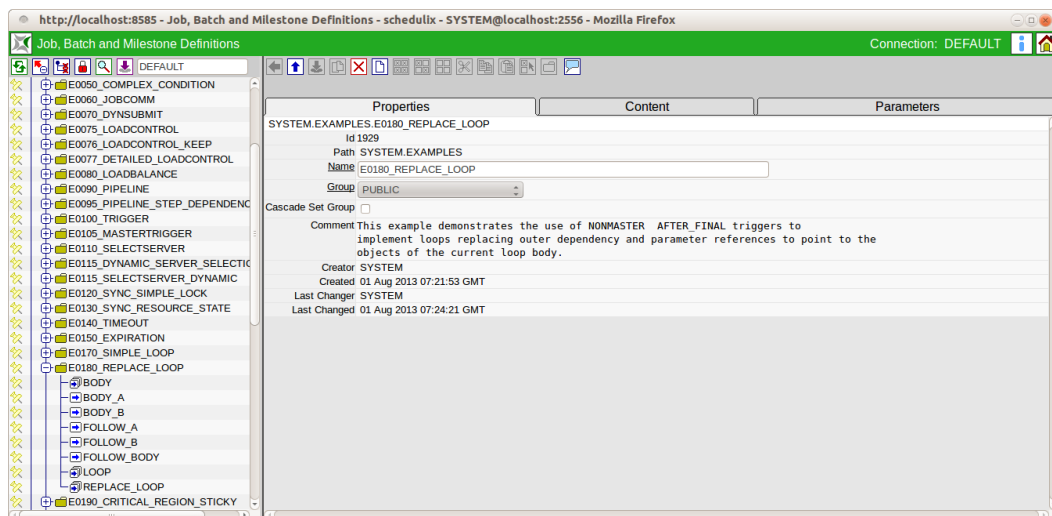 http://localhost:8585 - Job, Batch and Milestone Definitions - schedulix - SYSTEM@localhost:2556 - Mozilla Firefox
Job, Batch and Milestone Definitions
Connection: DEFAULT
DEFAULT
E0050_COMPLEX_CONDITION
E0060_JOBCOMM
E0070_DYNSUBMIT
E0075_LOADCONTROL
E0076_LOADCONTROL_KEEP
E0077_DETAILED_LOADCONTROL
E0080_LOADBALANCE
E0090_PIPELINE
E0095_PIPELINE_STEP_DEPENDENC
E0100_TRIGGER
E0105_MASTERTRIGGER
E0110_SELECTSERVER
E0115_DYNAMIC_SERVER_SELECTIO
E0115_SELECTSERVER_DYNAMIC
E0120_SYNC_SIMPLE_LOCK
E0130_SYNC_RESOURCE_STATE
E0140_TIMEOUT
E0150_EXPIRATION
E0170_SIMPLE_LOOP
E0180_REPLACE_LOOP
BODY
BODY_A
BODY_B
FOLLOW_A
FOLLOW_B
FOLLOW_BODY
LOOP
REPLACE_LOOP
E0190_CRITICAL_REGION_STICKY
Properties
Content
Parameters
SYSTEM.EXAMPLES.E0180_REPLACE_LOOP
Id 1929
Path SYSTEM.EXAMPLES
Name E0180_REPLACE_LOOP
Group PUBLIC
Cascade Set Group
Comment This example demonstrates the use of NONMASTER AFTER_FINAL triggers to
implement loops replacing outer dependency and parameter references to point to the
objects of the current loop body.
Creator SYSTEM
Created 01 Aug 2013 07:21:53 GMT
Last Changer SYSTEM
Last Changed 01 Aug 2013 07:24:21 GMT